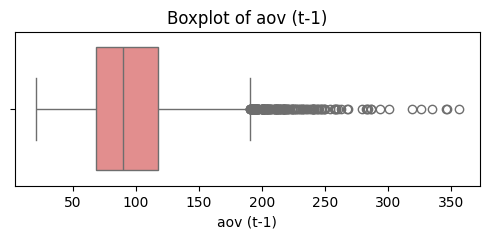 Boxplot of aov (t-1)
50 100 150 200 250 300 350
aov (t-1)